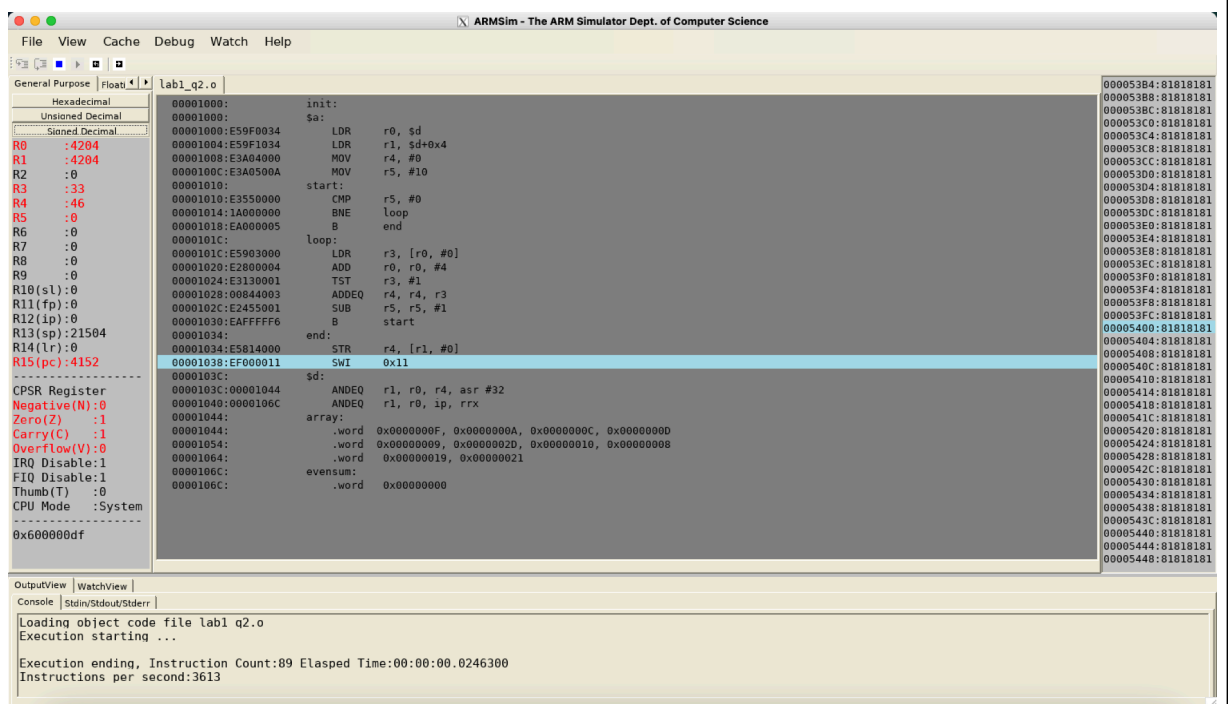 ARMSim - The ARM Simulator Dept. of Computer Science
File View Cache Debug Watch Help
General Purpose Floati
Hexadecimal
Unsigned Decimal
Signed Decimal
R0 :4204
R1 :4204
R2 :0
R3 :33
R4 :46
R5 :0
R6 :0
R7 :0
R8 :0
R9 :0
R10(sl):0
R11(fp):0
R12(ip):0
R13(sp):21504
R14(lr):0
R15(pc):4152
------------------
CPSR Register
Negative(N):0
Zero(Z) :1
Carry(C) :1
Overflow(V):0
IRQ Disable:1
FIQ Disable:1
Thumb(T) :0
CPU Mode :System
------------------
0x600000df
lab1_q2.o
00001000: init:
00001000: $a:
00001000:E59F0034 LDR r0, $d
00001004:E59F1034 LDR r1, $d+0x4
00001008:E3A04000 MOV r4, #0
0000100C:E3A0500A MOV r5, #10
00001010: start:
00001010:E3550000 CMP r5, #0
00001014:1A000000 BNE loop
00001018:EA000005 B end
0000101C: loop:
0000101C:E5903000 LDR r3, [r0, #0]
00001020:E2800004 ADD r0, r0, #4
00001024:E3130001 TST r3, #1
00001028:00844003 ADDEQ r4, r4, r3
0000102C:E2455001 SUB r5, r5, #1
00001030:EAFFFFF6 B start
00001034: end:
00001034:E5814000 STR r4, [r1, #0]
00001038:EF000011 SWI 0x11
0000103C: $d:
0000103C:00001044 ANDEQ r1, r0, r4, asr #32
00001040:0000106C ANDEQ r1, r0, ip, rrx
00001044: array:
00001044: .word 0x0000000F, 0x0000000A, 0x0000000C, 0x0000000D
00001054: .word 0x00000009, 0x0000002D, 0x00000010, 0x00000008
00001064: .word 0x00000019, 0x00000021
0000106C: evensum:
0000106C: .word 0x00000000
000053B4:81818181
000053B8:81818181
000053BC:81818181
000053C0:81818181
000053C4:81818181
000053C8:81818181
000053CC:81818181
000053D0:81818181
000053D4:81818181
000053D8:81818181
000053DC:81818181
000053E0:81818181
000053E4:81818181
000053E8:81818181
000053EC:81818181
000053F0:81818181
000053F4:81818181
000053F8:81818181
000053FC:81818181
00005400:81818181
00005404:81818181
00005408:81818181
0000540C:81818181
00005410:81818181
00005414:81818181
00005418:81818181
0000541C:81818181
00005420:81818181
00005424:81818181
00005428:81818181
0000542C:81818181
00005430:81818181
00005434:81818181
00005438:81818181
0000543C:81818181
00005440:81818181
00005444:81818181
00005448:81818181
OutputView WatchView
Console Stdin/Stdout/Stderr
Loading object code file lab1_q2.o
Execution starting ...
Execution ending, Instruction Count:89 Elasped Time:00:00:00.0246300
Instructions per second:3613